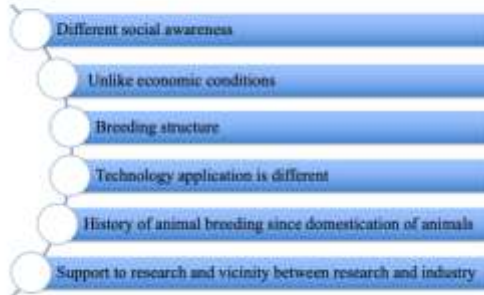 Different social awareness
Unlike economic conditions
Breeding structure
Technology application is different
History of animal breeding since domestication of animals
Support to research and vicinity between research and industry